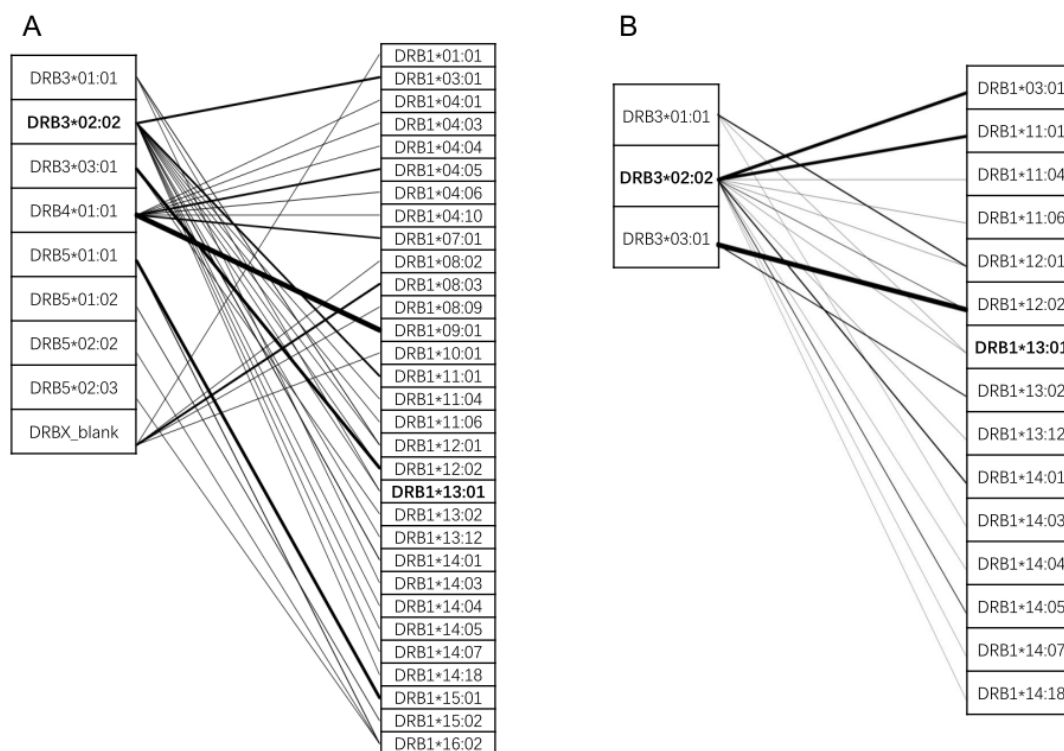 A
DRB3*01:01
DRB3*02:02
DRB3*03:01
DRB4*01:01
DRB5*01:01
DRB5*01:02
DRB5*02:02
DRB5*02:03
DRBX_blank
DRB1*01:01
DRB1*03:01
DRB1*04:01
DRB1*04:03
DRB1*04:04
DRB1*04:05
DRB1*04:06
DRB1*04:10
DRB1*07:01
DRB1*08:02
DRB1*08:03
DRB1*08:09
DRB1*09:01
DRB1*10:01
DRB1*11:01
DRB1*11:04
DRB1*11:06
DRB1*12:01
DRB1*12:02
DRB1*13:01
DRB1*13:02
DRB1*13:12
DRB1*14:01
DRB1*14:03
DRB1*14:04
DRB1*14:05
DRB1*14:07
DRB1*14:18
DRB1*15:01
DRB1*15:02
DRB1*16:02
B
DRB3*01:01
DRB3*02:02
DRB3*03:01
DRB1*03:01
DRB1*11:01
DRB1*11:04
DRB1*11:06
DRB1*12:01
DRB1*12:02
DRB1*13:01
DRB1*13:02
DRB1*13:12
DRB1*14:01
DRB1*14:03
DRB1*14:04
DRB1*14:05
DRB1*14:07
DRB1*14:18